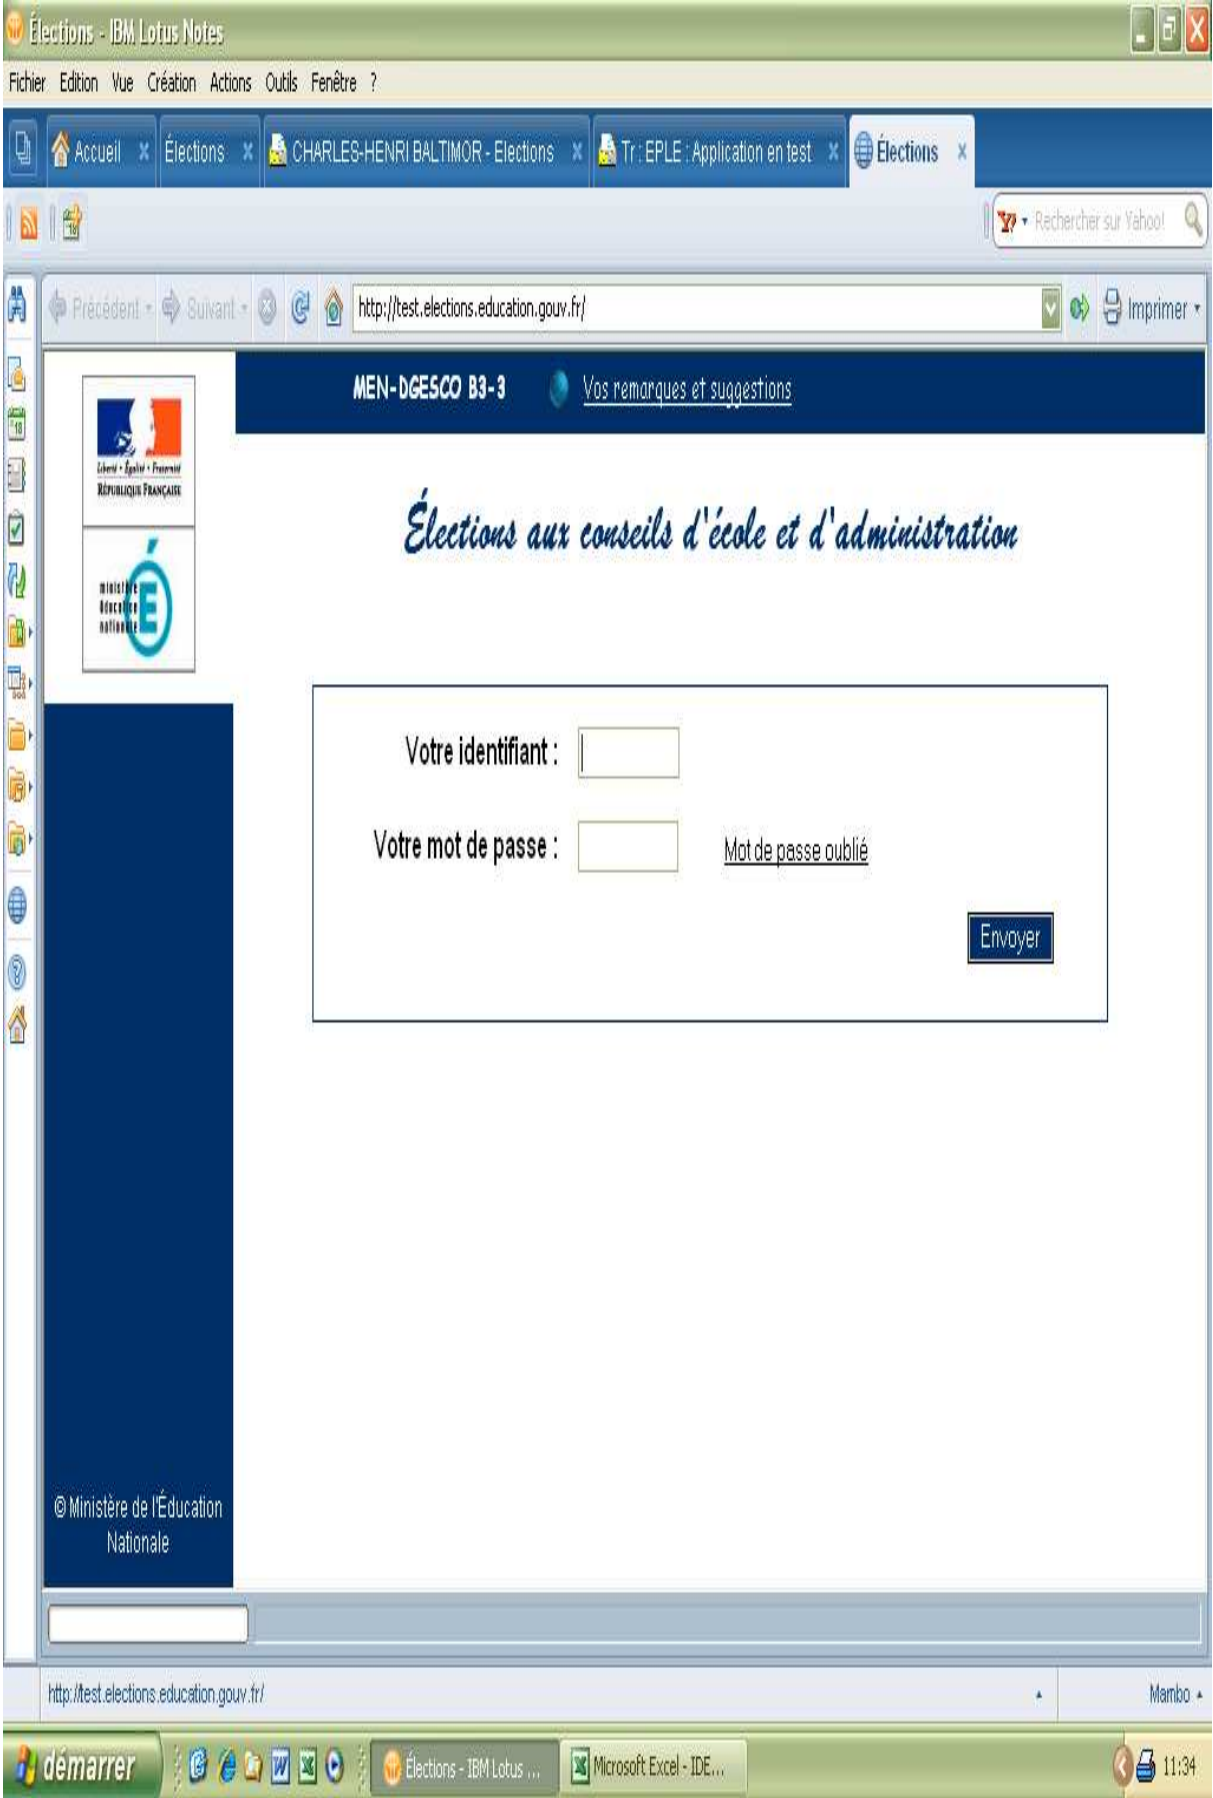 Élections - IBM Lotus Notes
Fichier Edition Vue Création Actions Outils Fenêtre ?
Accueil Élections CHARLES-HENRI BALTIMOR - Elections Tr : EPLE : Application en test Élections
Rechercher sur Yahoo!
Précédent Suivant http://test.elections.education.gouv.fr/ Imprimer
MEN-DGESCO B3-3 Vos remarques et suggestions
Liberté • Égalité • Fraternité
RÉPUBLIQUE FRANÇAISE
Élections aux conseils d'école et d'administration
ministère
éducation
nationale
É
Votre identifiant :
Votre mot de passe : Mot de passe oublié
Envoyer
© Ministère de l'Éducation
Nationale
http://test.elections.education.gouv.fr/ Mambo
démarrer Élections - IBM Lotus ... Microsoft Excel - IDE... 11:34